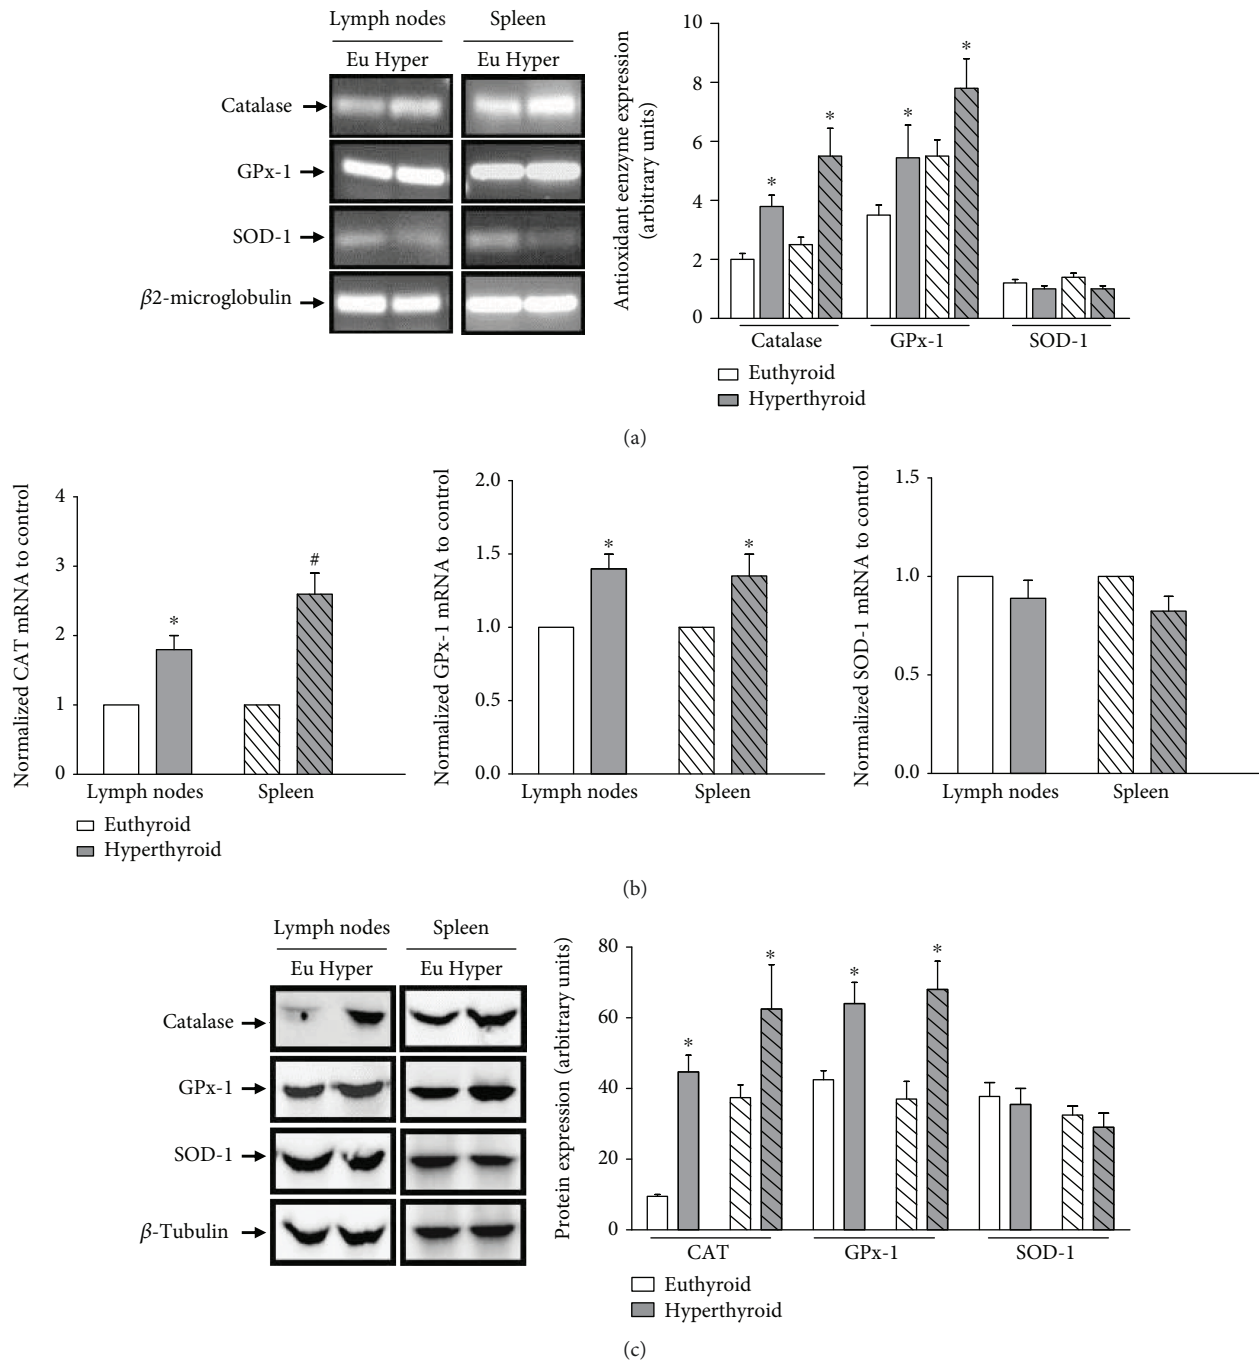 Lymph nodes
Spleen
Eu Hyper
Eu Hyper
Catalase
GPx-1
SOD-1
β2-microglobulin
Antioxidant eenzyme expression
(arbitrary units)
10
8
6
4
2
0
*
*
*
*
Catalase
GPx-1
SOD-1
Euthyroid
Hyperthyroid
(a)
Normalized CAT mRNA to control
4
3
2
1
0
*
#
Lymph nodes
Spleen
Euthyroid
Hyperthyroid
Normalized GPx-1 mRNA to control
2.0
1.5
1.0
0.5
0.0
*
*
Lymph nodes
Spleen
Normalized SOD-1 mRNA to control
1.5
1.0
0.5
0.0
Lymph nodes
Spleen
(b)
Lymph nodes
Spleen
Eu Hyper
Eu Hyper
Catalase
GPx-1
SOD-1
β-Tubulin
Protein expression (arbitrary units)
80
60
40
20
0
*
*
*
*
CAT
GPx-1
SOD-1
Euthyroid
Hyperthyroid
(c)